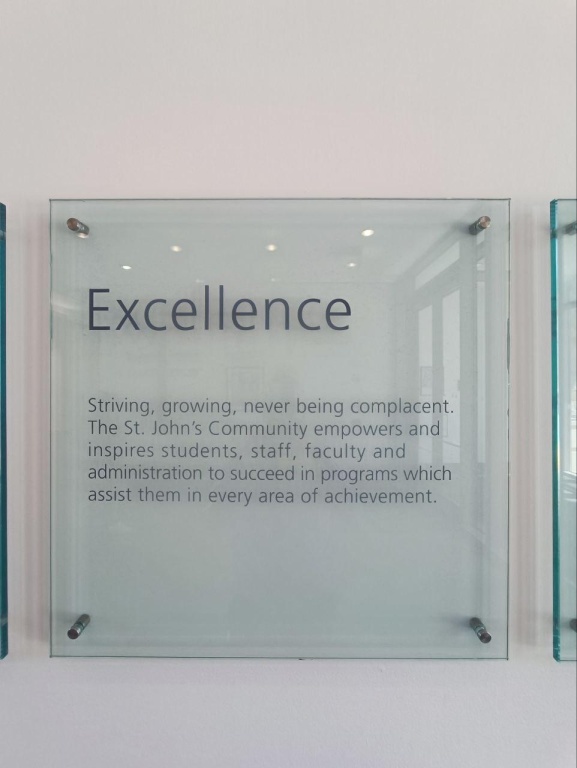 Excellence
Striving, growing, never being complacent.
The St. John's Community empowers and
inspires students, staff, faculty and
administration to succeed in programs which
assist them in every area of achievement.